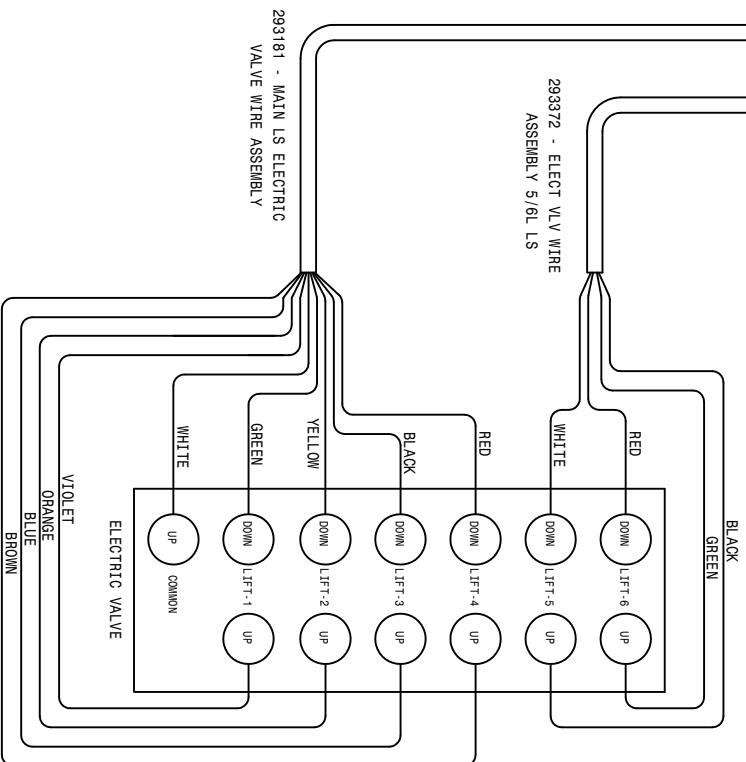 293181 - MAIN LS ELECTRIC
VALVE WIRE ASSEMBLY
293372 - ELECT VLV WIRE
ASSEMBLY 5/6L LS
BLACK
GREEN
RED
WHITE
RED
BLACK
YELLOW
GREEN
WHITE
VIOLET
ORANGE
BLUE
BROWN
DOWN
LIFT-6
UP
DOWN
LIFT-5
UP
DOWN
LIFT-4
UP
DOWN
LIFT-3
UP
DOWN
LIFT-2
UP
DOWN
LIFT-1
UP
UP
COMMON
ELECTRIC VALVE